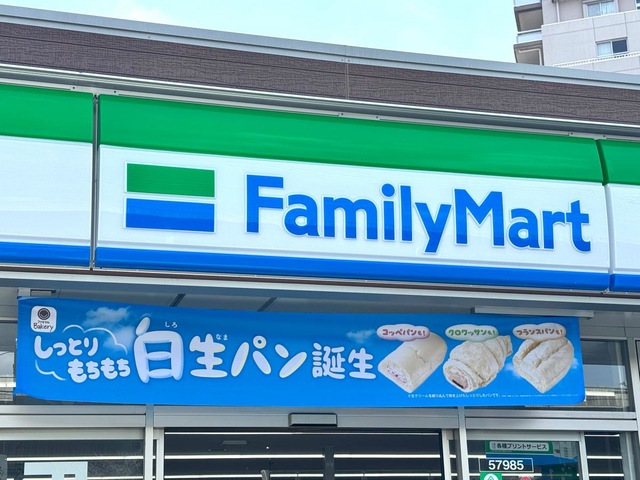 FamilyMart
Bakery
しっとり
もちもち
白生パン誕生
しろ
なま
コッペパンも!
クロワッサンも!
フランスパンも!
各種プリントサービス
57985